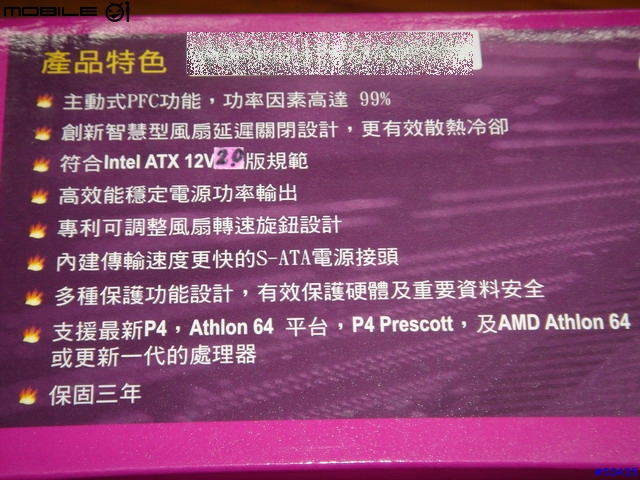 MOBILE01
產品特色
主動式PFC功能，功率因素高達 99%
創新智慧型風扇延遲關閉設計，更有效散熱冷卻
符合Intel ATX 12V2.0版規範
高效能穩定電源功率輸出
專利可調整風扇轉速旋鈕設計
內建傳輸速度更快的S-ATA電源接頭
多種保護功能設計，有效保護硬體及重要資料安全
支援最新P4，Athlon 64 平台，P4 Prescott，及AMD Athlon 64
或更新一代的處理器
保固三年